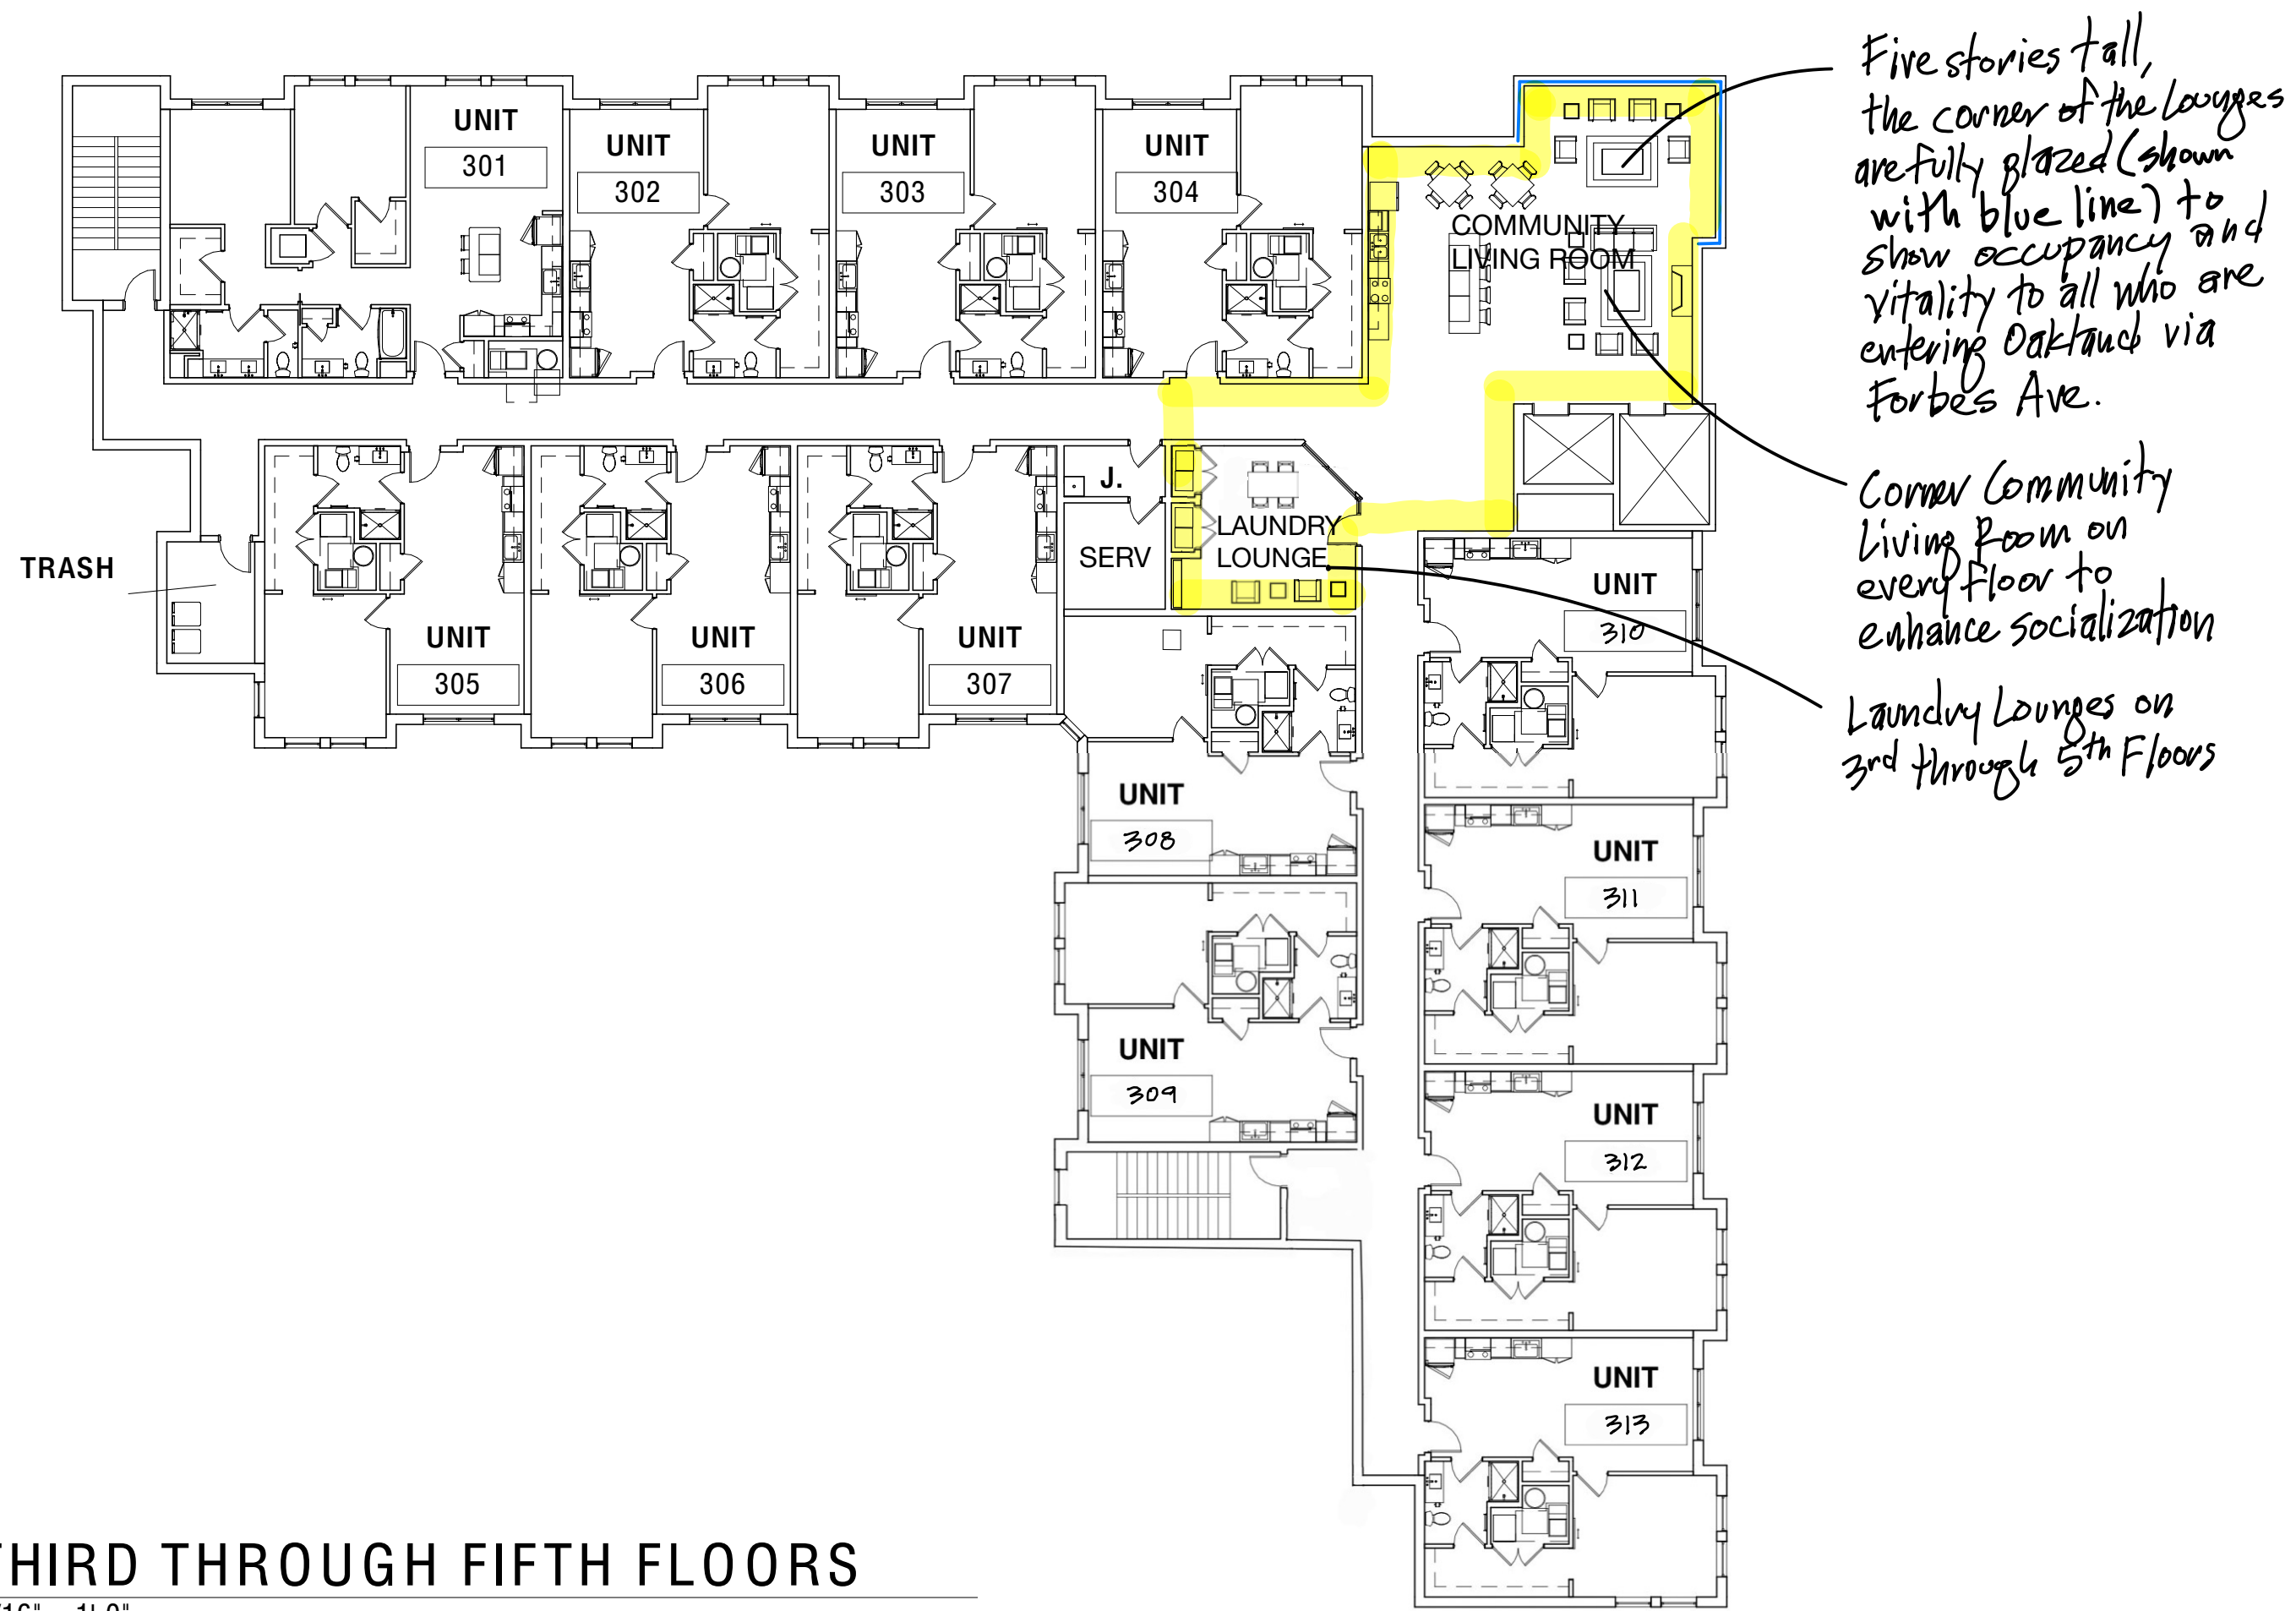 UNIT
301
UNIT
302
UNIT
303
UNIT
304
COMMUNITY
LIVING ROOM
Five stories tall,
the corner of the Lounges
are fully glazed (shown
with blue line) to
show occupancy and
vitality to all who are
entering Oakland via
Forbes Ave.
Corner Community
Living Room on
every floor to
enhance socialization
Laundry Lounges on
3rd through 5th Floors
TRASH
J.
SERV
LAUNDRY
LOUNGE
UNIT
305
UNIT
306
UNIT
307
UNIT
308
UNIT
309
UNIT
310
UNIT
311
UNIT
312
UNIT
313
THIRD THROUGH FIFTH FLOORS